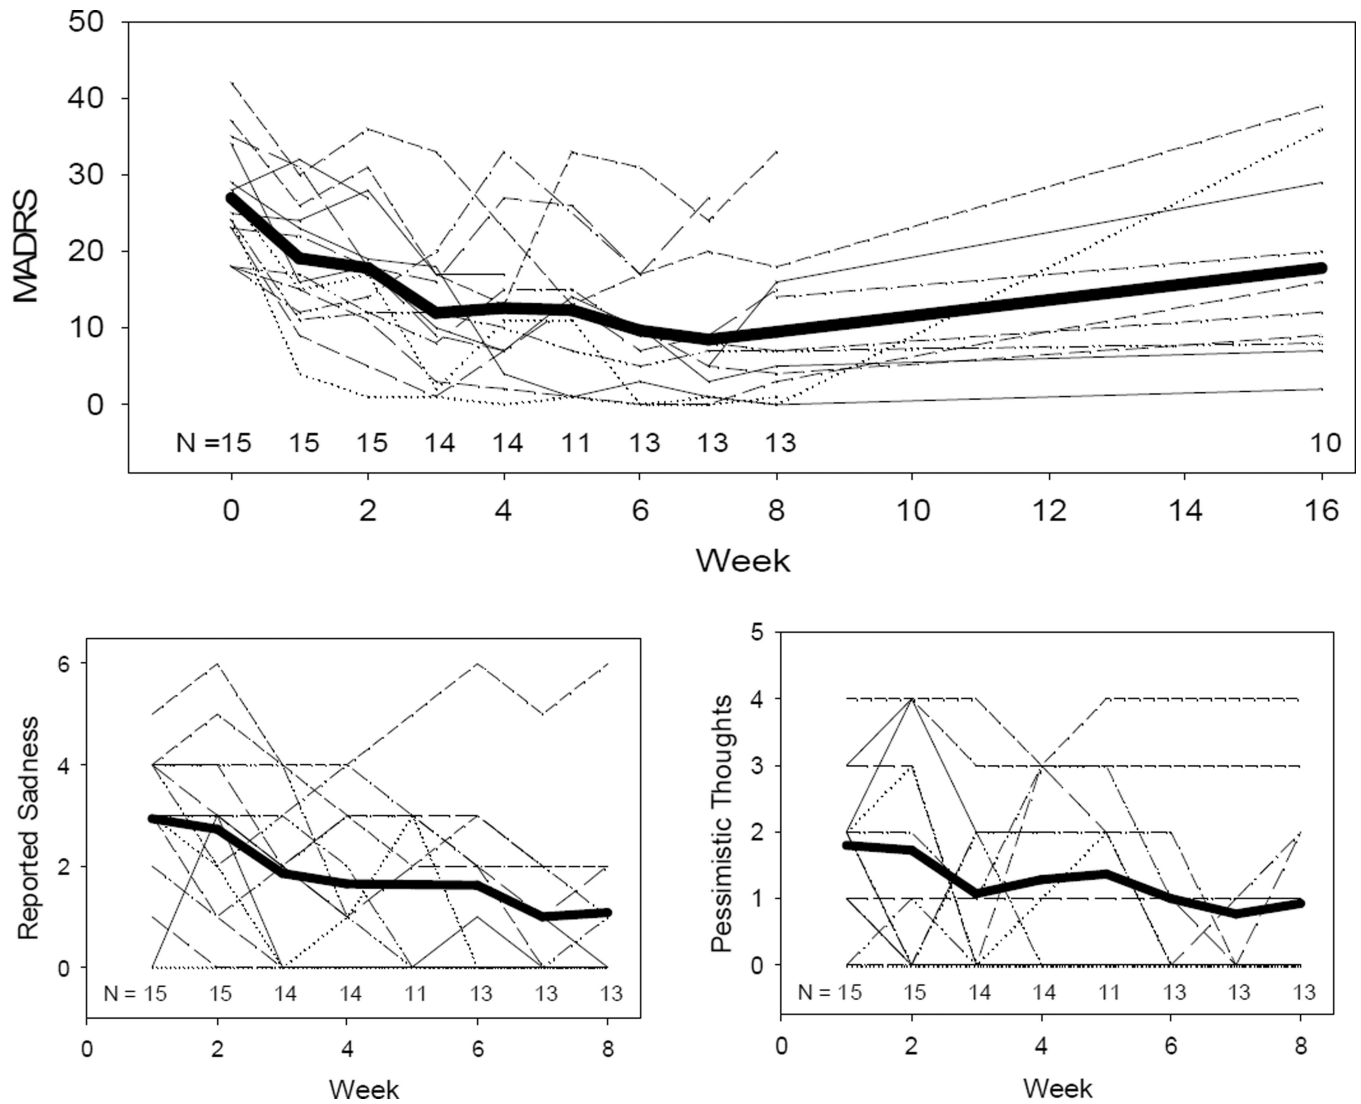 50
40
30
20
10
0
MADRS
N =15 15 15 14 14 11 13 13 13 10
0 2 4 6 8 10 12 14 16
Week
6
4
2
0
Reported Sadness
N = 15 15 14 14 11 13 13 13
0 2 4 6 8
Week
5
4
3
2
1
0
Pessimistic Thoughts
N = 15 15 14 14 11 13 13 13
0 2 4 6 8
Week